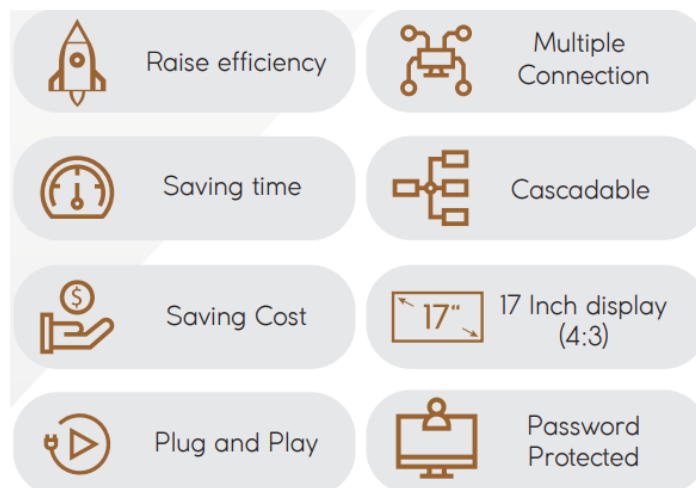 Raise efficiency
Multiple
Connection
Saving time
Cascadable
$
Saving Cost
17"
17 Inch display
(4:3)
Plug and Play
Password
Protected